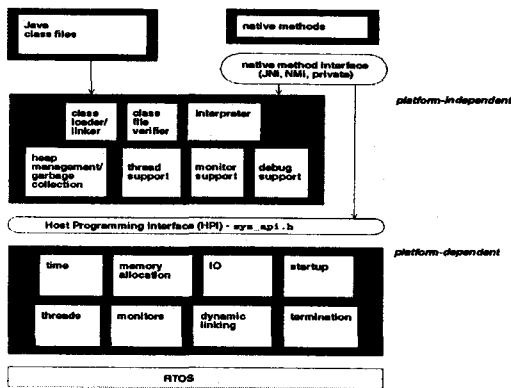 Java
class files
native methods
native method interface
(JNI, NMI, private)
platform-independent
class
loader/
linker
class
file
verifier
interpreter
heap
management/
garbage
collection
thread
support
monitor
support
debug
support
Host Programming Interface (HPI) - sys_api.h
platform-dependent
time
memory
allocation
IO
startup
threads
monitors
dynamic
linking
termination
RTOS